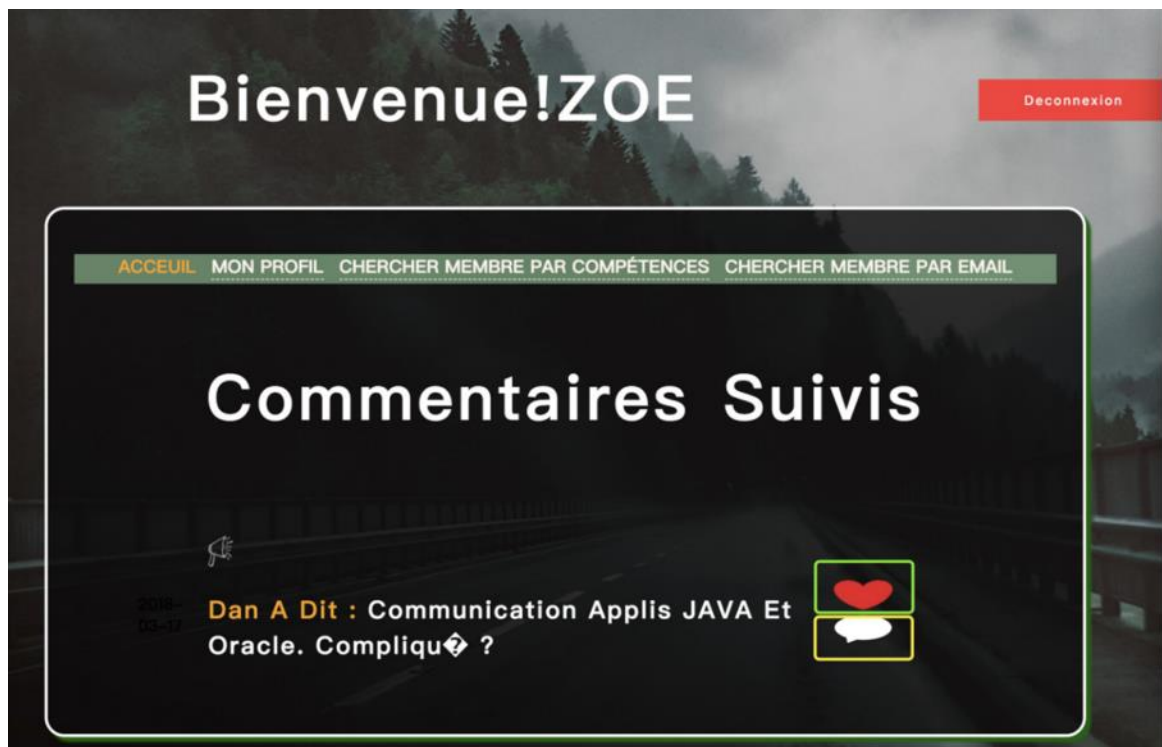 Bienvenue!ZOE
Deconnexion
ACCEUIL MON PROFIL CHERCHER MEMBRE PAR COMPÉTENCES CHERCHER MEMBRE PAR EMAIL
Commentaires Suivis
2018-
03-17
Dan A Dit : Communication Applis JAVA Et
Oracle. Compliqu� ?